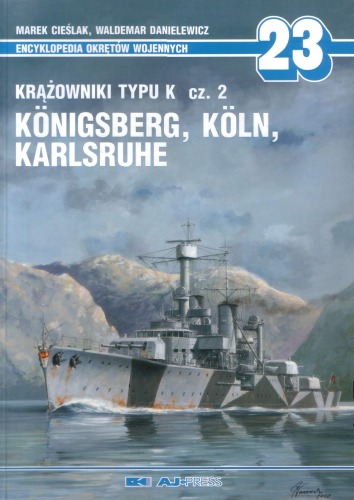 MAREK CIEŚLAK, WALDEMAR DANIELEWICZ
ENCYKLOPEDIA OKRĘTÓW WOJENNYCH
23
KRĄŻOWNIKI TYPU K cz. 2
KÖNIGSBERG, KÖLN,
KARLSRUHE
AJ-PRESS